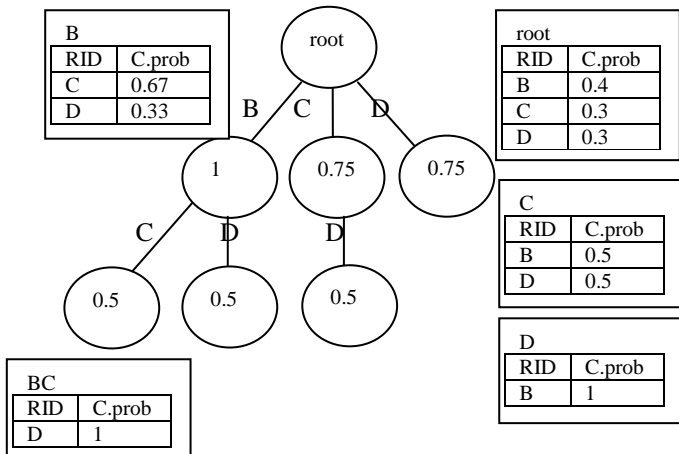 B
RID C.prob
C 0.67
D 0.33
root
root
RID C.prob
B 0.4
C 0.3
D 0.3
B C D
1 0.75 0.75
C
RID C.prob
B 0.5
D 0.5
C D D
0.5 0.5 0.5
D
RID C.prob
B 1
BC
RID C.prob
D 1